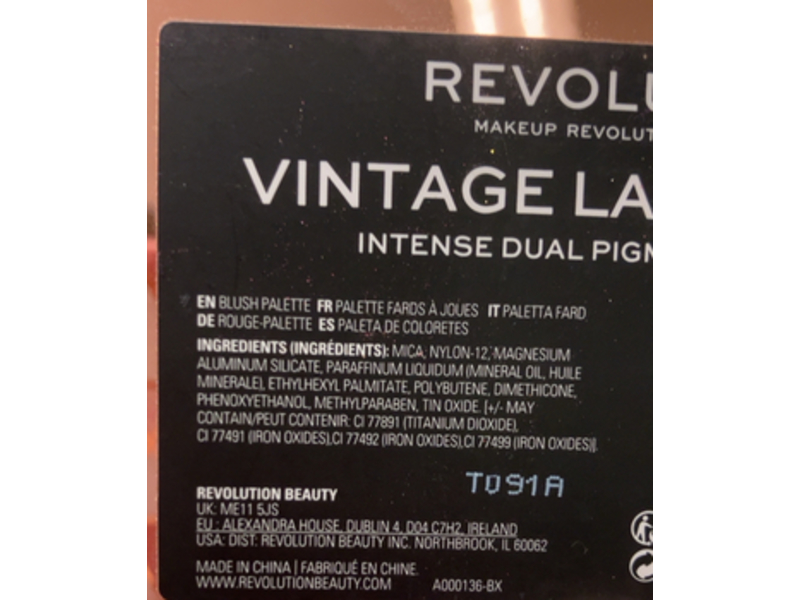 REVOLU
MAKEUP REVOLUT
VINTAGE LA
INTENSE DUAL PIGM
EN BLUSH PALETTE FR PALETTE FARDS À JOUES IT PALETTA FARD
DE ROUGE-PALETTE ES PALETA DE COLORETES
INGREDIENTS (INGRÉDIENTS): MICA, NYLON-12, MAGNESIUM
ALUMINUM SILICATE, PARAFFINUM LIQUIDUM (MINERAL OIL, HUILE
MINERALE), ETHYLHEXYL PALMITATE, POLYBUTENE, DIMETHICONE,
PHENOXYETHANOL, METHYLPARABEN, TIN OXIDE. [+/- MAY
CONTAIN/PEUT CONTENIR: CI 77891 (TITANIUM DIOXIDE),
CI 77491 (IRON OXIDES),CI 77492 (IRON OXIDES),CI 77499 (IRON OXIDES)].
T091A
REVOLUTION BEAUTY
UK: ME11 5JS
EU : ALEXANDRA HOUSE, DUBLIN 4, D04 C7H2, IRELAND
USA: DIST: REVOLUTION BEAUTY INC. NORTHBROOK, IL 60062
MADE IN CHINA | FABRIQUÉ EN CHINE.
WWW.REVOLUTIONBEAUTY.COM A000136-BX